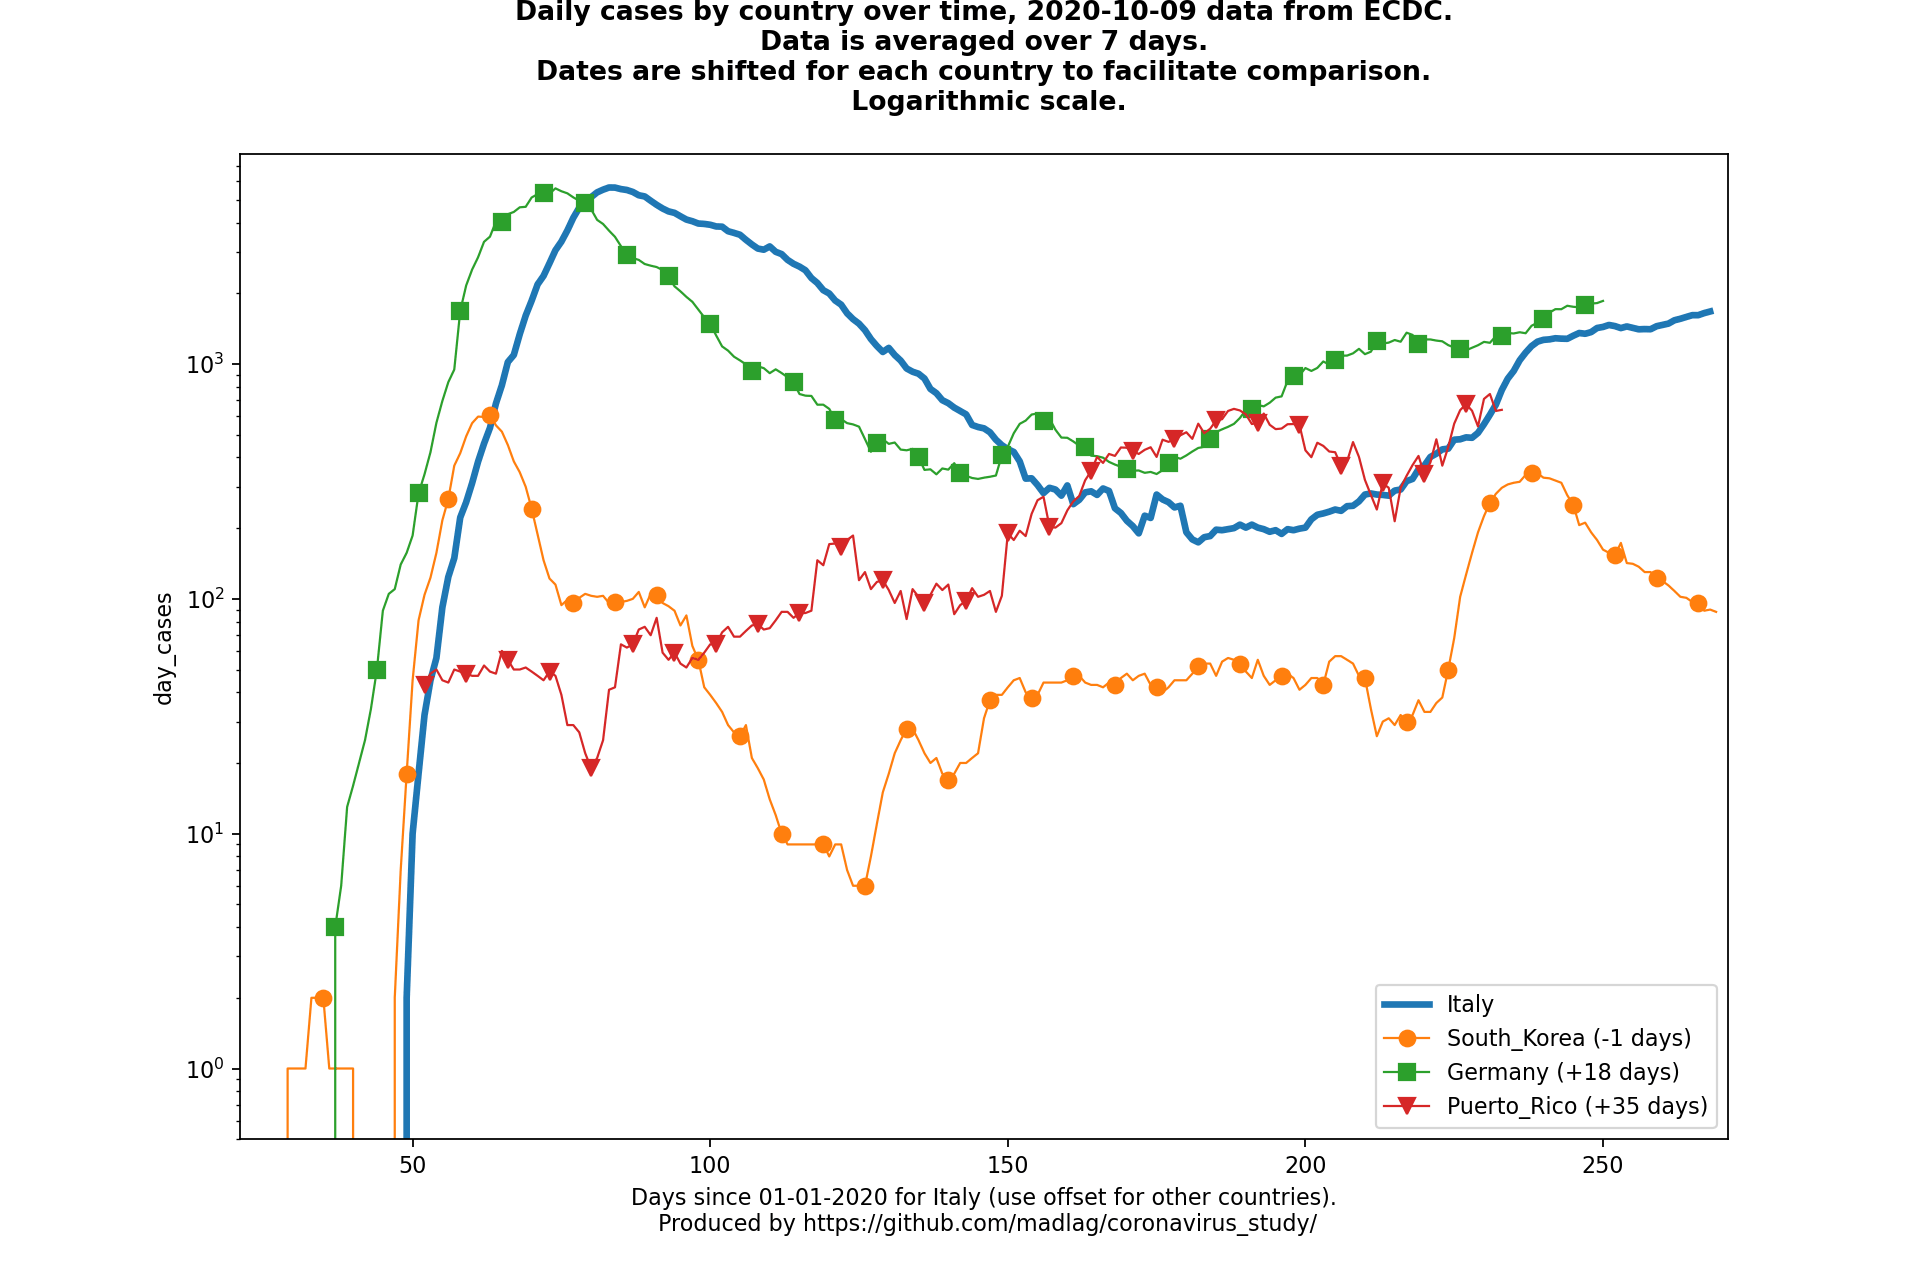 Daily cases by country over time, 2020-10-09 data from ECDC.
Data is averaged over 7 days.
Dates are shifted for each country to facilitate comparison.
Logarithmic scale.
10³
10²
10¹
10⁰
day_cases
Italy
South_Korea (-1 days)
Germany (+18 days)
Puerto_Rico (+35 days)
50 100 150 200 250
Days since 01-01-2020 for Italy (use offset for other countries).
Produced by https://github.com/madlag/coronavirus_study/